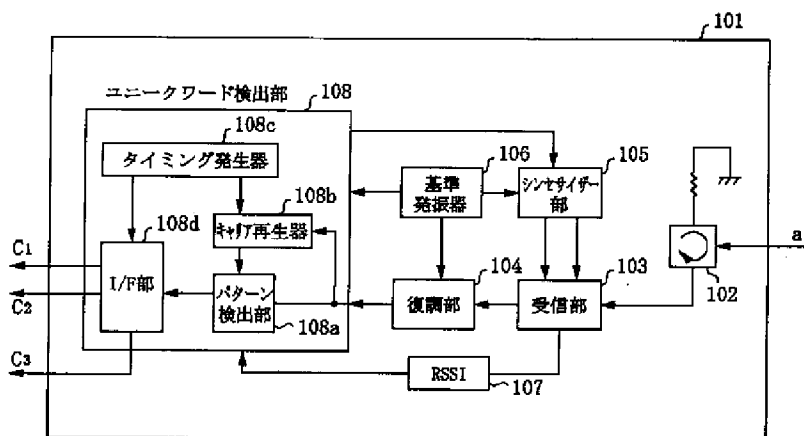 101
ユニークワード検出部
108
108c
タイミング発生器
106
基準
発振器
105
シンセサイザー
部
108b
キャリア再生器
108d
I/F部
C1
C2
C3
パターン
検出部
108a
104
復調部
103
受信部
102
a
RSSI
107